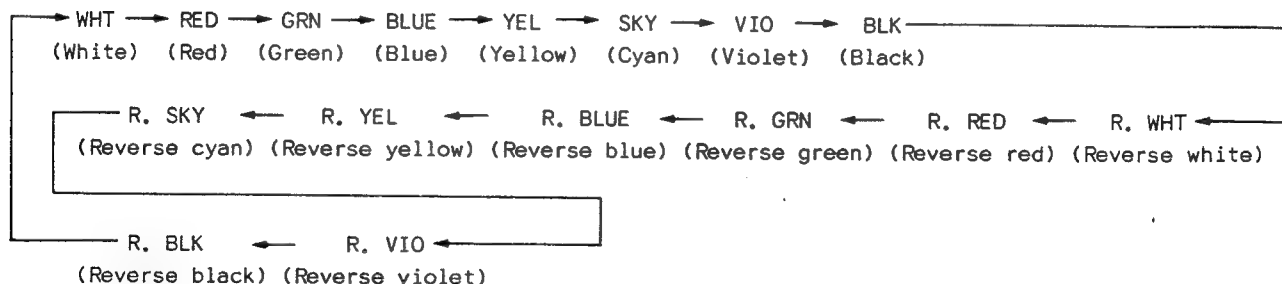 WHT RED GRN BLUE YEL SKY VIO BLK
(White) (Red) (Green) (Blue) (Yellow) (Cyan) (Violet) (Black)
R. SKY R. YEL R. BLUE R. GRN R. RED R. WHT
(Reverse cyan) (Reverse yellow) (Reverse blue) (Reverse green) (Reverse red) (Reverse white)
R. BLK R. VIO
(Reverse black) (Reverse violet)